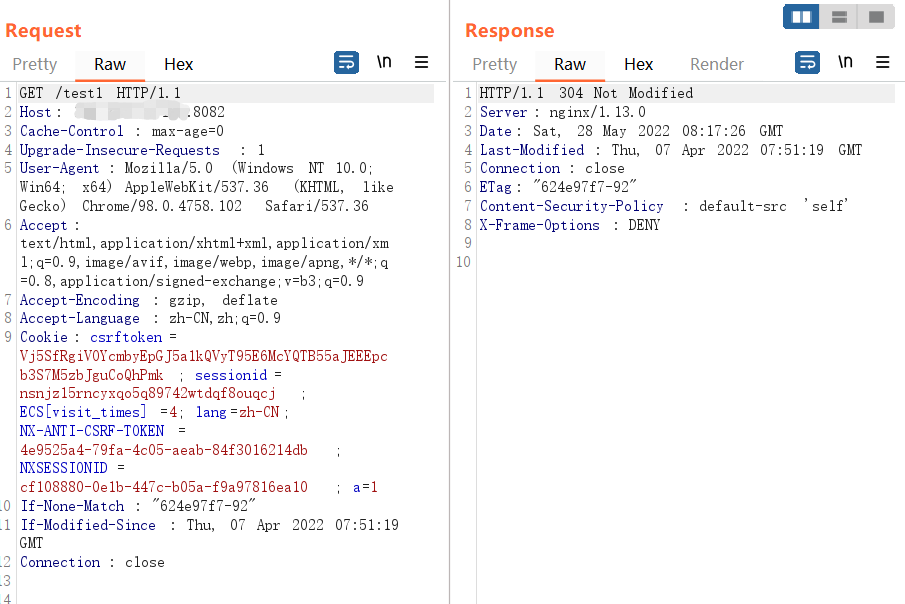 Request
Pretty Raw Hex \n
1 GET /test1 HTTP/1.1
2 Host: .8082
3 Cache-Control : max-age=0
4 Upgrade-Insecure-Requests : 1
5 User-Agent : Mozilla/5.0 (Windows NT 10.0;
Win64; x64) AppleWebKit/537.36 (KHTML, like
Gecko) Chrome/98.0.4758.102 Safari/537.36
6 Accept :
text/html,application/xhtml+xml,application/xm
l;q=0.9,image/avif,image/webp,image/apng,*/*;q
=0.8,application/signed-exchange;v=b3;q=0.9
7 Accept-Encoding : gzip, deflate
8 Accept-Language : zh-CN,zh;q=0.9
9 Cookie : csrftoken =
Vj5SfRgiV0YcmbyEpGJ5a1kQVyT95E6McYQTB55aJEEEpc
b3S7M5zbJguCoQhPmk ; sessionid =
nsnjz15rncyxqo5q89742wtdqf8ouqcj ;
ECS[visit_times] =4; lang=zh-CN;
NX-ANTI-CSRF-TOKEN =
4e9525a4-79fa-4c05-aeab-84f3016214db ;
NXSESSIONID =
cf108880-0e1b-447c-b05a-f9a97816ea10 ; a=1
10 If-None-Match : "624e97f7-92"
11 If-Modified-Since : Thu, 07 Apr 2022 07:51:19
GMT
12 Connection : close
13
14
Response
Pretty Raw Hex Render \n
1 HTTP/1.1 304 Not Modified
2 Server: nginx/1.13.0
3 Date: Sat, 28 May 2022 08:17:26 GMT
4 Last-Modified : Thu, 07 Apr 2022 07:51:19 GMT
5 Connection : close
6 ETag: "624e97f7-92"
7 Content-Security-Policy : default-src 'self'
8 X-Frame-Options : DENY
9
10